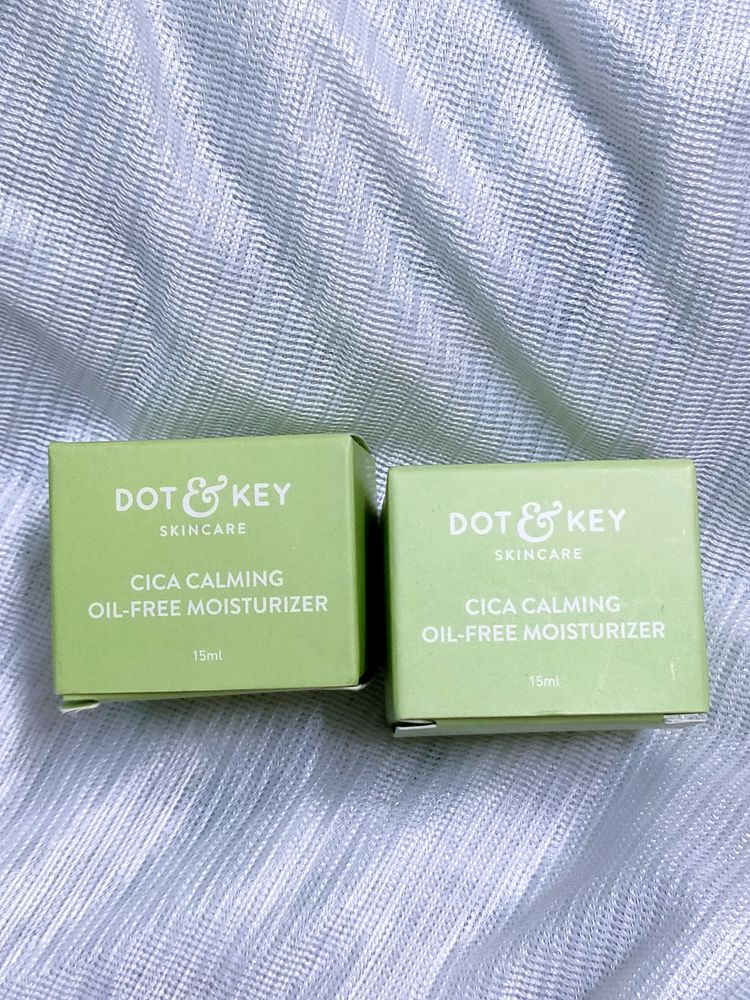 DOT & KEY
SKINCARE
CICA CALMING
OIL-FREE MOISTURIZER
15ml
DOT & KEY
SKINCARE
CICA CALMING
OIL-FREE MOISTURIZER
15ml